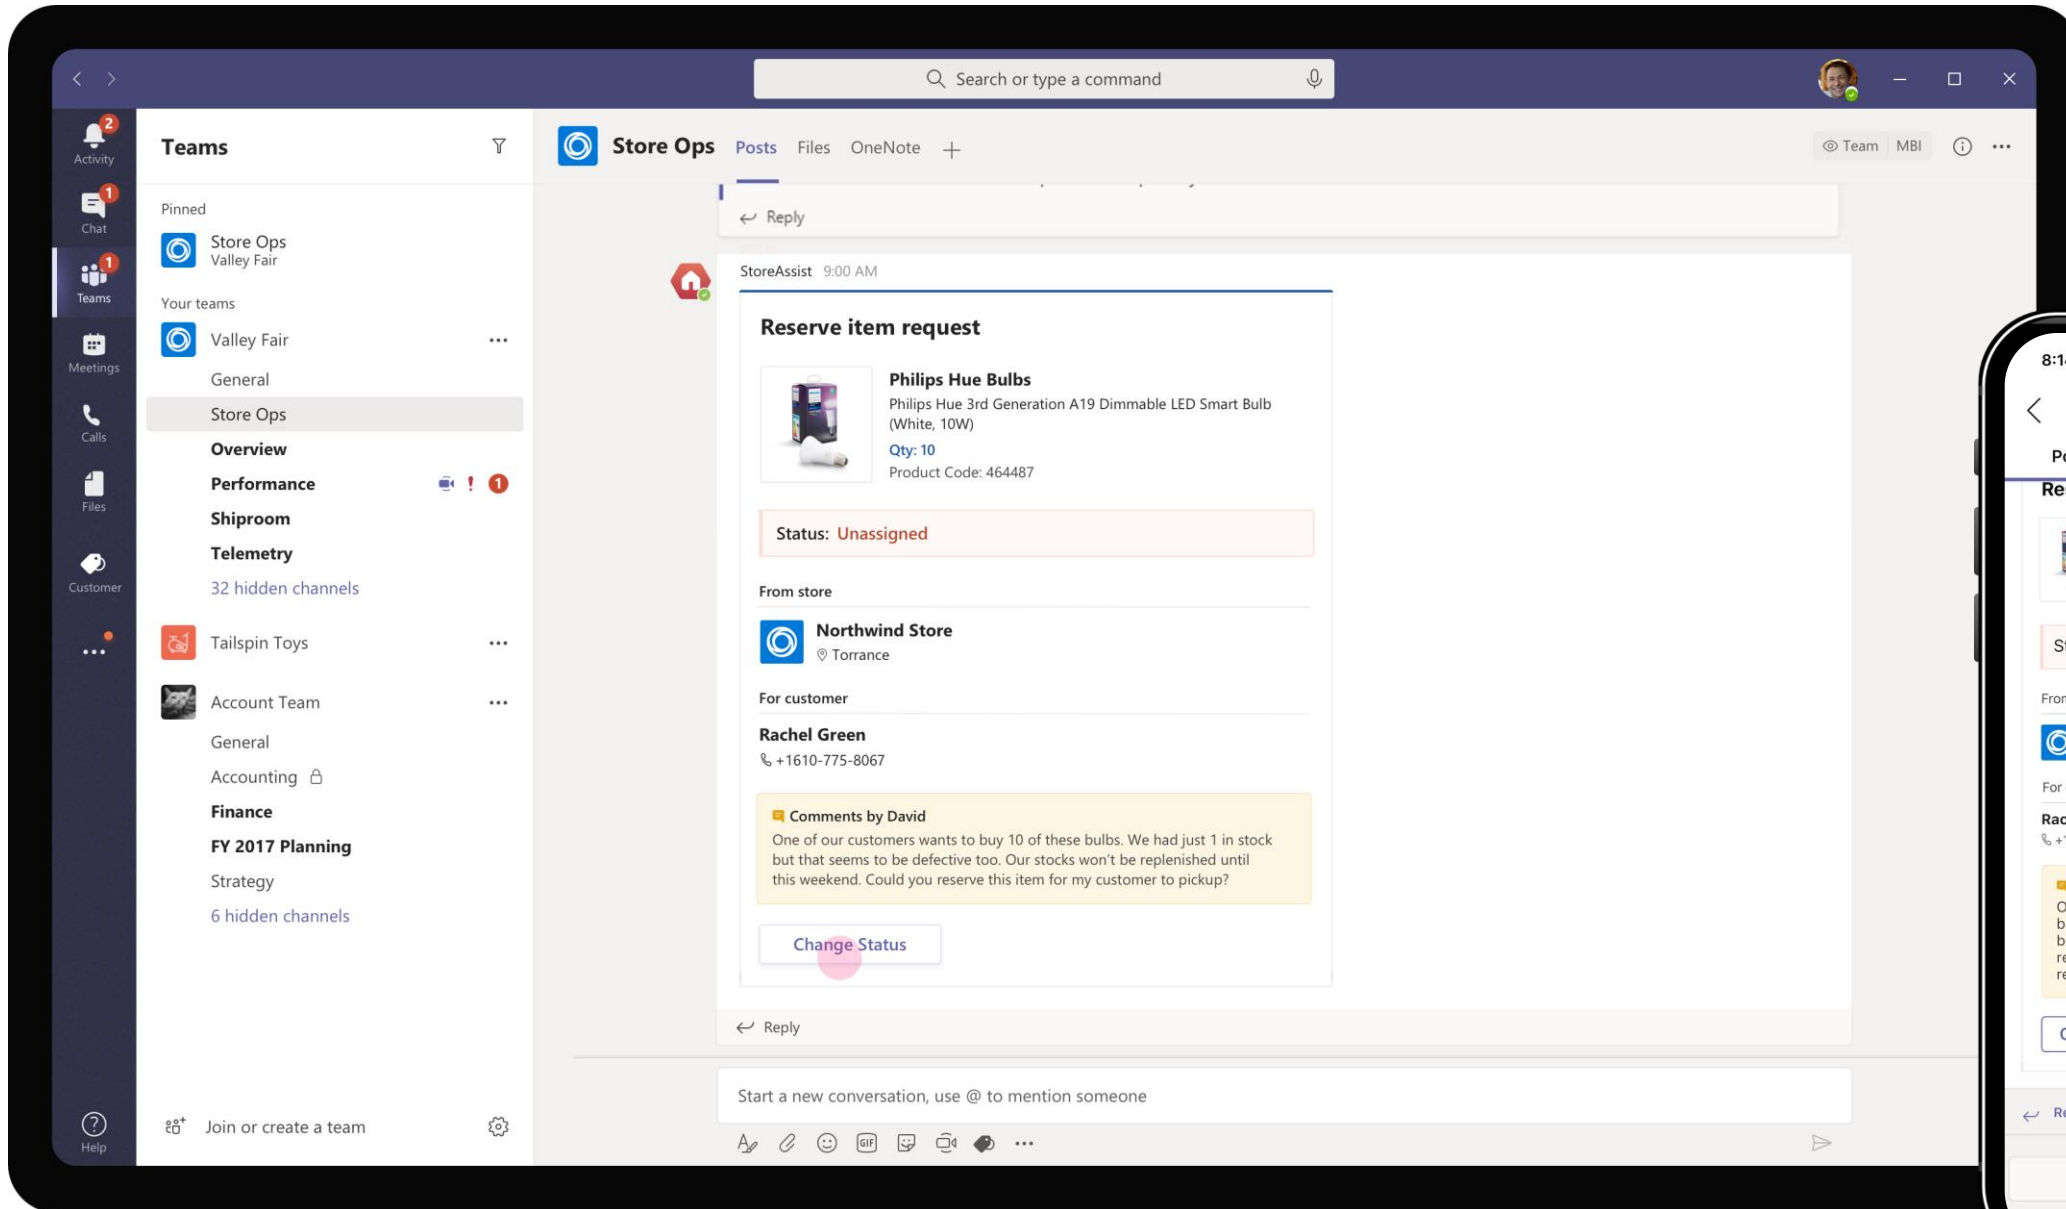 Search or type a command
2
Activity
1
Chat
1
Teams
Meetings
Calls
Files
Customer
Help
Teams
Pinned
Store Ops
Valley Fair
Your teams
Valley Fair
General
Store Ops
Overview
Performance
! 1
Shiproom
Telemetry
32 hidden channels
Tailspin Toys
Account Team
General
Accounting
Finance
FY 2017 Planning
Strategy
6 hidden channels
Join or create a team
Store Ops Posts Files OneNote
Team MBI
Reply
StoreAssist 9:00 AM
Reserve item request
Philips Hue Bulbs
Philips Hue 3rd Generation A19 Dimmable LED Smart Bulb
(White, 10W)
Qty: 10
Product Code: 464487
Status: Unassigned
From store
Northwind Store
Torrance
For customer
Rachel Green
+1610-775-8067
Comments by David
One of our customers wants to buy 10 of these bulbs. We had just 1 in stock
but that seems to be defective too. Our stocks won't be replenished until
this weekend. Could you reserve this item for my customer to pickup?
Change Status
Reply
Start a new conversation, use @ to mention someone
GIF
For